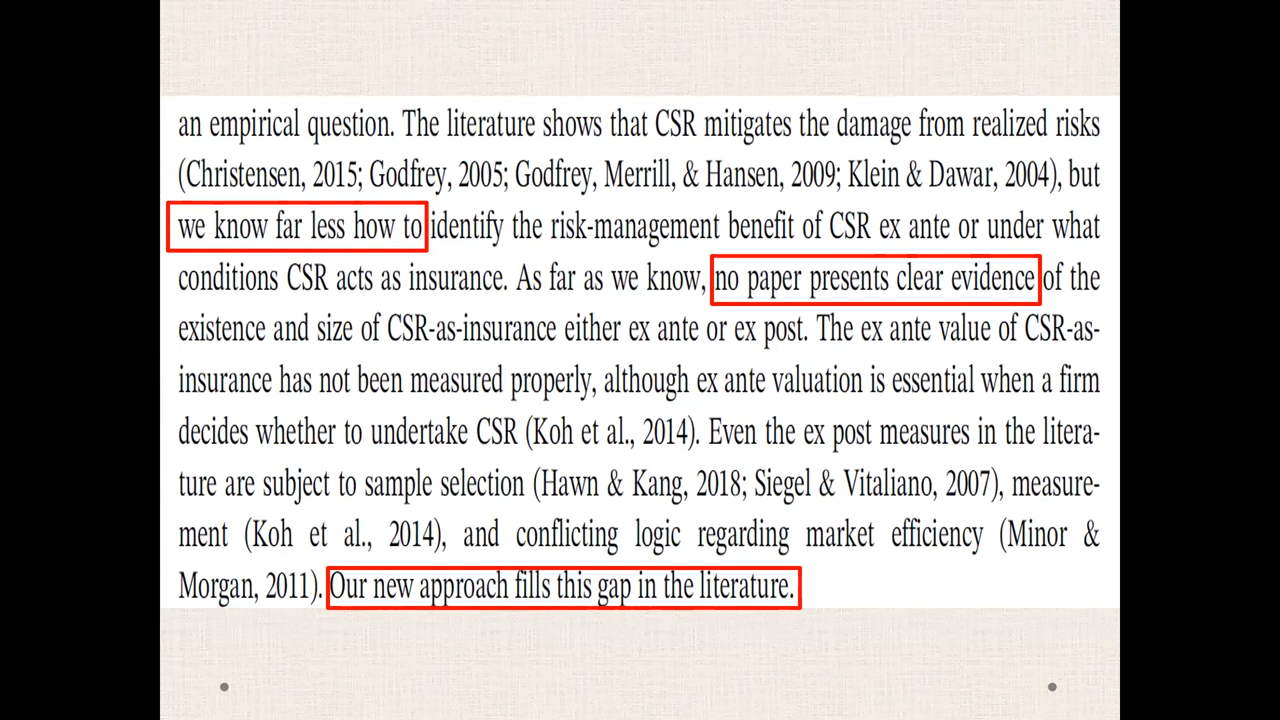 an empirical question. The literature shows that CSR mitigates the damage from realized risks
(Christensen, 2015; Godfrey, 2005; Godfrey, Merrill, & Hansen, 2009; Klein & Dawar, 2004), but
we know far less how to identify the risk-management benefit of CSR ex ante or under what
conditions CSR acts as insurance. As far as we know, no paper presents clear evidence of the
existence and size of CSR-as-insurance either ex ante or ex post. The ex ante value of CSR-as-
insurance has not been measured properly, although ex ante valuation is essential when a firm
decides whether to undertake CSR (Koh et al., 2014). Even the ex post measures in the litera-
ture are subject to sample selection (Hawn & Kang, 2018; Siegel & Vitaliano, 2007), measure-
ment (Koh et al., 2014), and conflicting logic regarding market efficiency (Minor &
Morgan, 2011). Our new approach fills this gap in the literature.